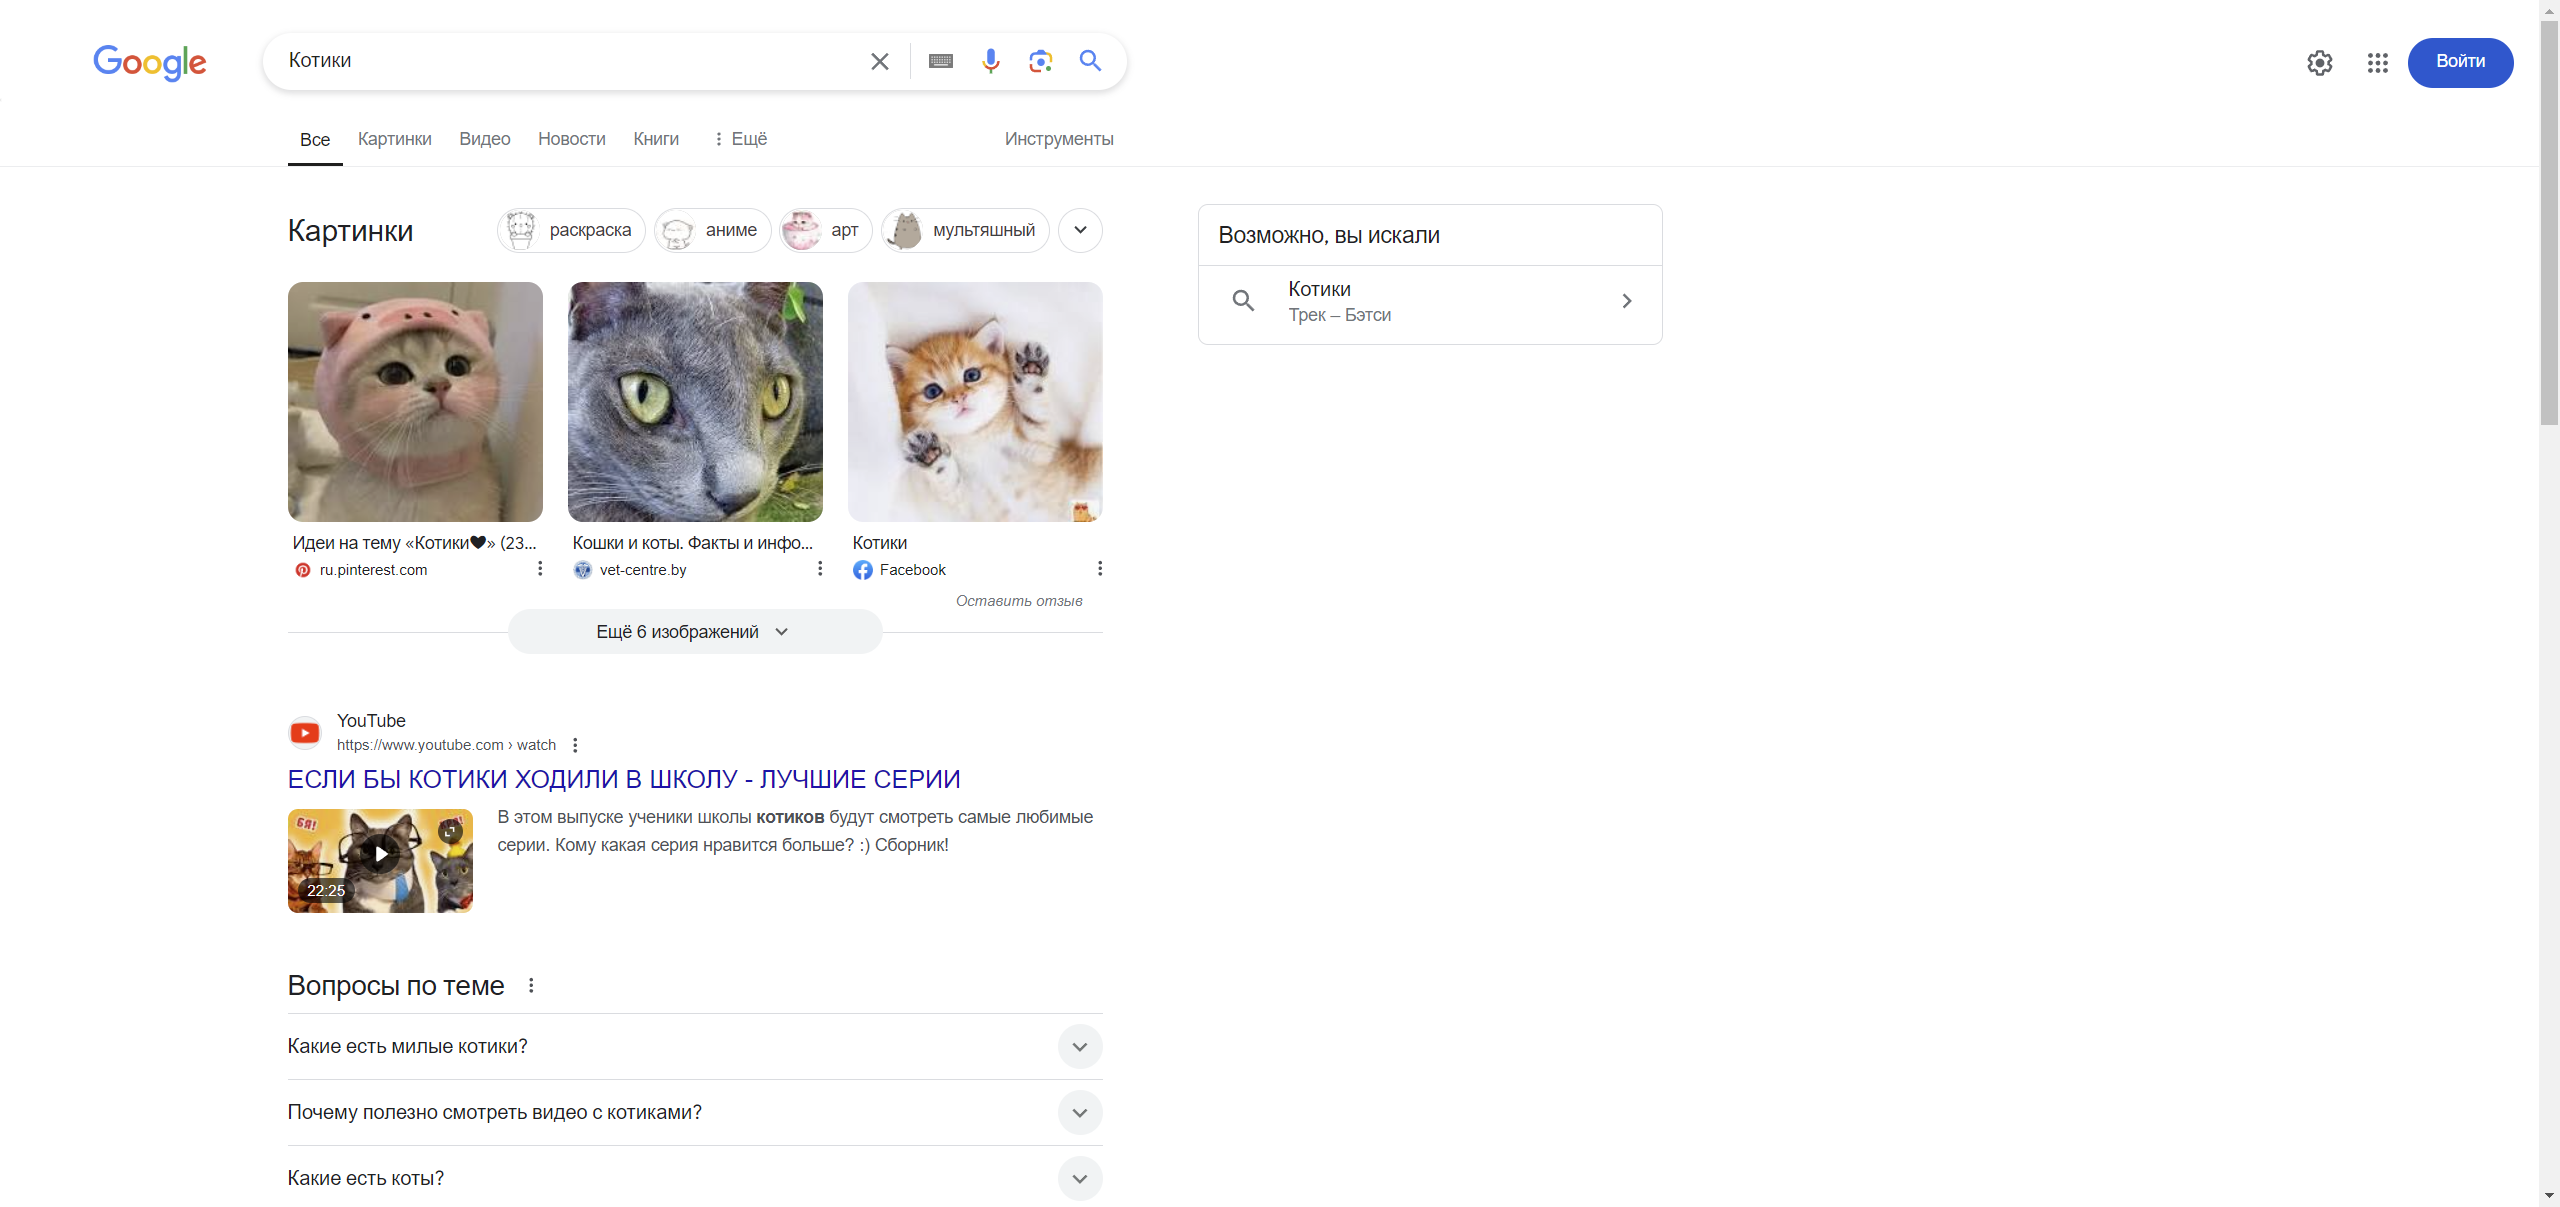 Google
Котики
Войти
Все Картинки Видео Новости Книги Ещё Инструменты
Картинки
раскраска аниме арт мультяшный
Идеи на тему «Котики🖤» (23...
ru.pinterest.com
Кошки и коты. Факты и инфо...
vet-centre.by
Котики
Facebook
Оставить отзыв
Ещё 6 изображений
YouTube
https://www.youtube.com › watch
ЕСЛИ БЫ КОТИКИ ХОДИЛИ В ШКОЛУ - ЛУЧШИЕ СЕРИИ
БЯ!
22:25
В этом выпуске ученики школы котиков будут смотреть самые любимые
серии. Кому какая серия нравится больше? :) Сборник!
Вопросы по теме
Какие есть милые котики?
Почему полезно смотреть видео с котиками?
Какие есть коты?
Возможно, вы искали
Котики
Трек – Бэтси